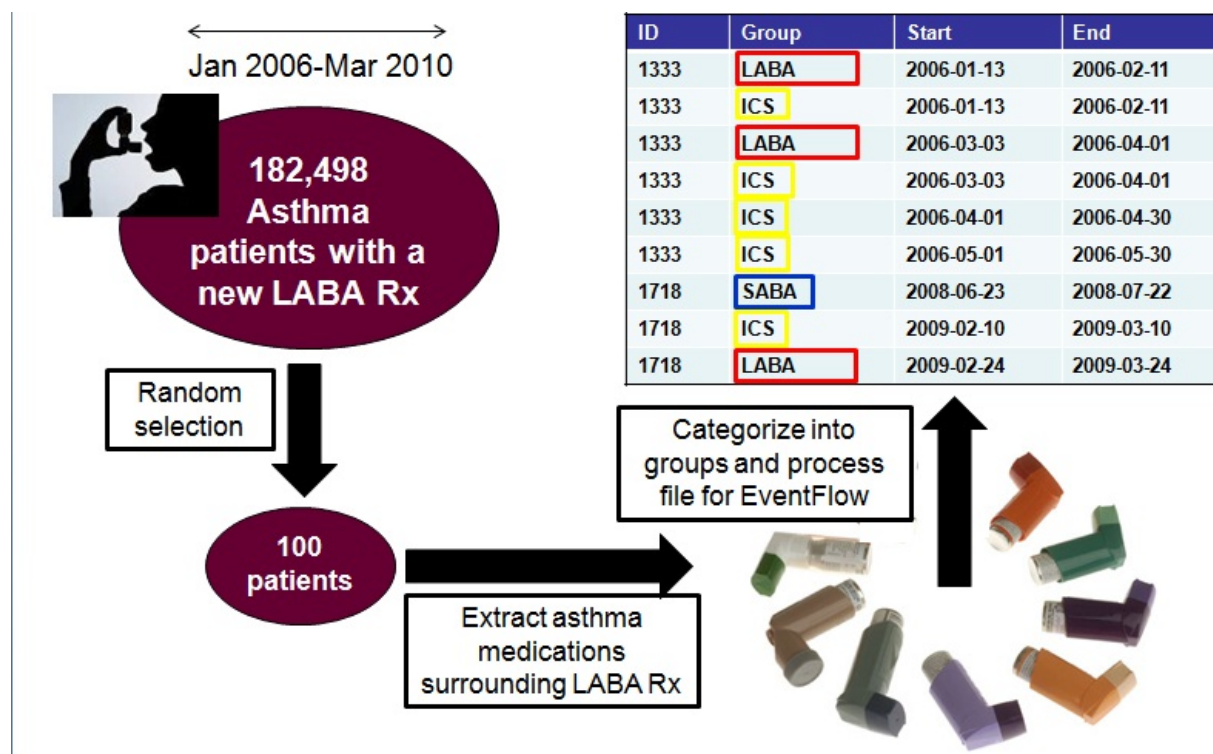 Jan 2006-Mar 2010
182,498
Asthma
patients with a
new LABA Rx
Random
selection
100
patients
Extract asthma
medications
surrounding LABA Rx
Categorize into
groups and process
file for EventFlow
ID Group Start End
1333 LABA 2006-01-13 2006-02-11
1333 ICS 2006-01-13 2006-02-11
1333 LABA 2006-03-03 2006-04-01
1333 ICS 2006-03-03 2006-04-01
1333 ICS 2006-04-01 2006-04-30
1333 ICS 2006-05-01 2006-05-30
1718 SABA 2008-06-23 2008-07-22
1718 ICS 2009-02-10 2009-03-10
1718 LABA 2009-02-24 2009-03-24